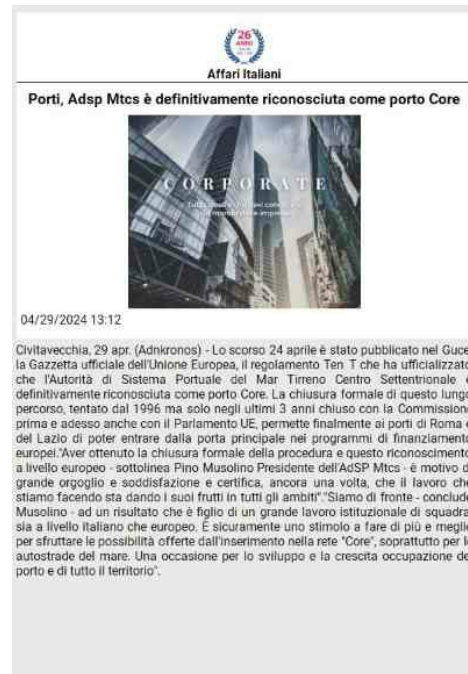 26
ANNI
Affari Italiani
Porti, Adsp Mtcs è definitivamente riconosciuta come porto Core
CORPORATE
04/29/2024 13:12
Civitavecchia, 29 apr. (Adnkronos) - Lo scorso 24 aprile è stato pubblicato nel Guce
la Gazzetta ufficiale dell'Unione Europea, il regolamento Ten T che ha ufficializzato
che l'Autorità di Sistema Portuale del Mar Tirreno Centro Settentrionale è
definitivamente riconosciuta come porto Core. La chiusura formale di questo lungo
percorso, tentato dal 1996 ma solo negli ultimi 3 anni chiuso con la Commission
prima e adesso anche con il Parlamento UE, permette finalmente ai porti di Roma e
del Lazio di poter entrare dalla porta principale nei programmi di finanziamento
europei."Aver ottenuto la chiusura formale della procedura e questo riconoscimento
a livello europeo - sottolinea Pino Musolino Presidente dell'AdSP Mtcs - è motivo d
grande orgoglio e soddisfazione e certifica, ancora una volta, che il lavoro che
stiamo facendo sta dando i suoi frutti in tutti gli ambiti"."Siamo di fronte - conclude
Musolino - ad un risultato che è figlio di un grande lavoro istituzionale di squadra
sia a livello italiano che europeo. È sicuramente uno stimolo a fare di più e meglio
per sfruttare le possibilità offerte dall'inserimento nella rete "Core", soprattutto per l
autostrade del mare. Una occasione per lo sviluppo e la crescita occupazione de
porto e di tutto il territorio".